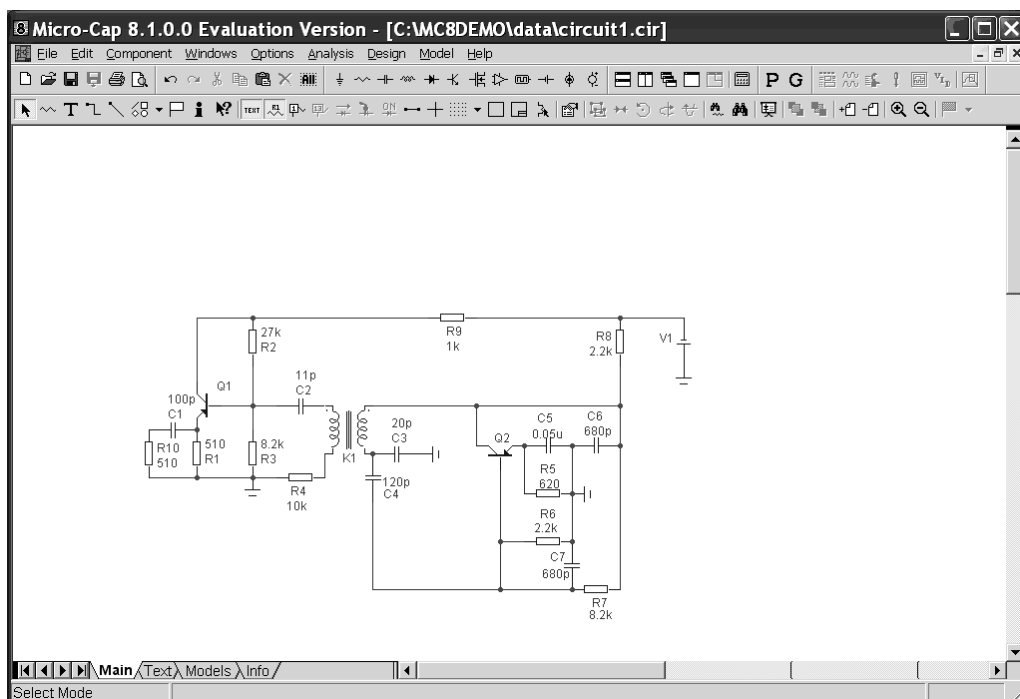 Micro-Cap 8.1.0.0 Evaluation Version - [C:\MC8DEMO\data\circuit1.cir]
File Edit Component Windows Options Analysis Design Model Help
P G
T TEXT
R9
1k
27k
R2
R8
2.2k
V1
11p
C2
100p
C1
Q1
20p
C3
C5
0.05u
C6
680p
Q2
R10
510
510
R1
8.2k
R3
K1
R4
10k
120p
C4
R5
620
R6
2.2k
C7
680p
R7
8.2k
Main Text Models Info
Select Mode